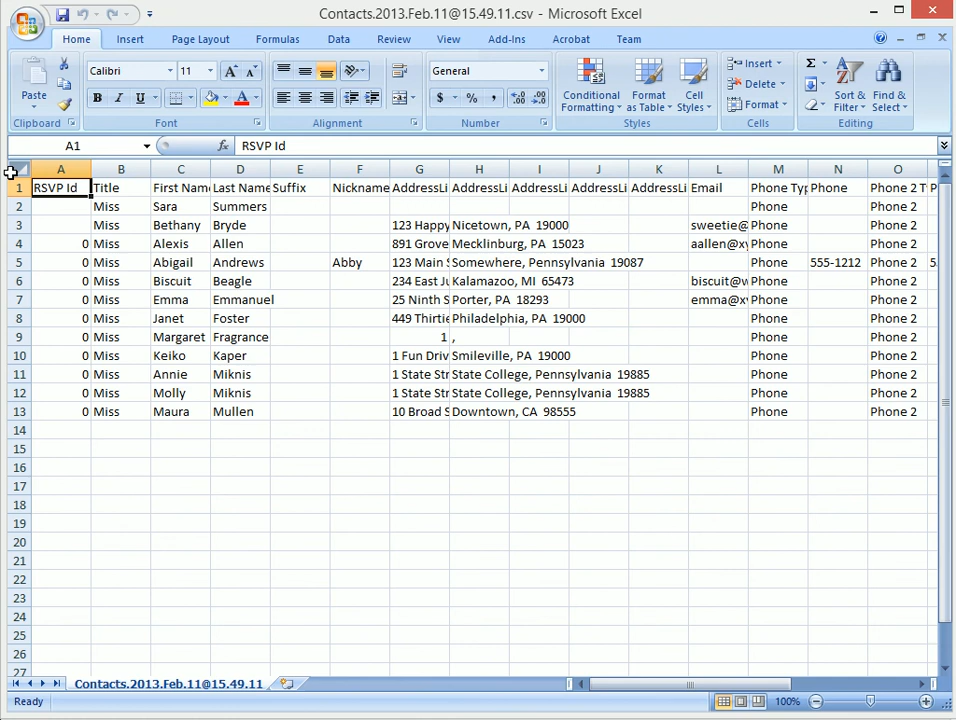 Contacts.2013.Feb.11@15.49.11.csv - Microsoft Excel
Home Insert Page Layout Formulas Data Review View Add-Ins Acrobat Team
Calibri 11 General Insert Σ
Paste B I U $ % , Conditional Formatting Format as Table Cell Styles Delete Format Sort & Filter Find & Select
Clipboard Font Alignment Number Styles Cells Editing
A1 fx RSVP Id
A B C D E F G H I J K L M N O
1 RSVP Id Title First Name Last Name Suffix Nickname AddressLi AddressLi AddressLi AddressLi AddressLi Email Phone Typ Phone Phone 2 T P
2 Miss Sara Summers Phone Phone 2
3 Miss Bethany Bryde 123 Happy Nicetown, PA 19000 sweetie@ Phone Phone 2
4 0 Miss Alexis Allen 891 Grove Mecklinburg, PA 15023 aallen@xy Phone Phone 2
5 0 Miss Abigail Andrews Abby 123 Main S Somewhere, Pennsylvania 19087 Phone 555-1212 Phone 2 5
6 0 Miss Biscuit Beagle 234 East Ju Kalamazoo, MI 65473 biscuit@w Phone Phone 2
7 0 Miss Emma Emmanuel 25 Ninth S Porter, PA 18293 emma@xy Phone Phone 2
8 0 Miss Janet Foster 449 Thirtie Philadelphia, PA 19000 Phone Phone 2
9 0 Miss Margaret Fragrance 1 , Phone Phone 2
10 0 Miss Keiko Kaper 1 Fun Driv Smileville, PA 19000 Phone Phone 2
11 0 Miss Annie Miknis 1 State Str State College, Pennsylvania 19885 Phone Phone 2
12 0 Miss Molly Miknis 1 State Str State College, Pennsylvania 19885 Phone Phone 2
13 0 Miss Maura Mullen 10 Broad S Downtown, CA 98555 Phone Phone 2
14
15
16
17
18
19
20
21
22
23
24
25
26
27
Contacts.2013.Feb.11@15.49.11
Ready 100%